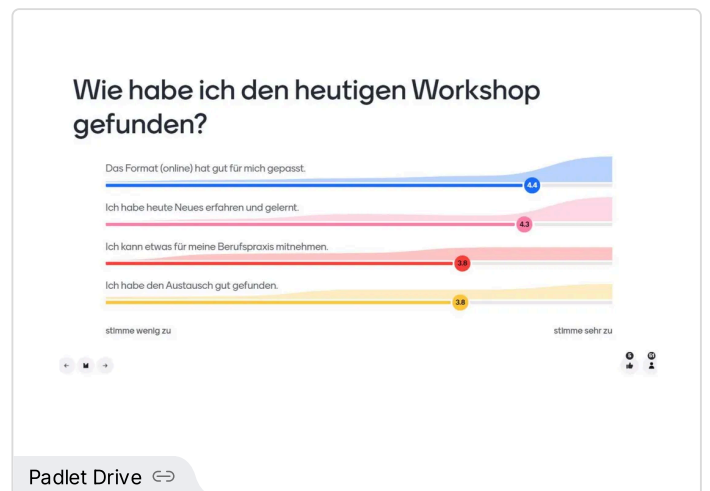 Wie habe ich den heutigen Workshop
gefunden?
Das Format (online) hat gut für mich gepasst.
4.4
Ich habe heute Neues erfahren und gelernt.
4.3
Ich kann etwas für meine Berufspraxis mitnehmen.
3.8
Ich habe den Austausch gut gefunden.
3.8
stimme wenig zu
stimme sehr zu
Padlet Drive